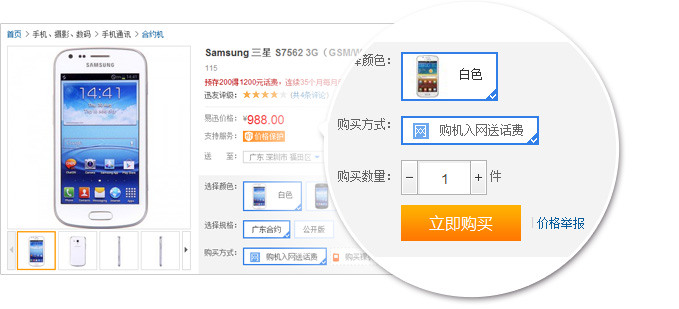 首页 > 手机、摄影、数码 > 手机通讯 > 合约机
Samsung 三星 S7562 3G（GSM/W
115
预存200得1200元话费，连续35个月每月
迅友评级： (共4条评论)
易迅价格： ¥988.00
支持服务： 价格保护
送 至： 广东 深圳市 福田区
选择颜色： 白色
选择规格： 广东合约 公开版
购买方式： 网 购机入网送话费
SAMSUNG
14:41
颜色： 白色
购买方式： 网 购机入网送话费
购买数量： − 1 + 件
立即购买 价格举报